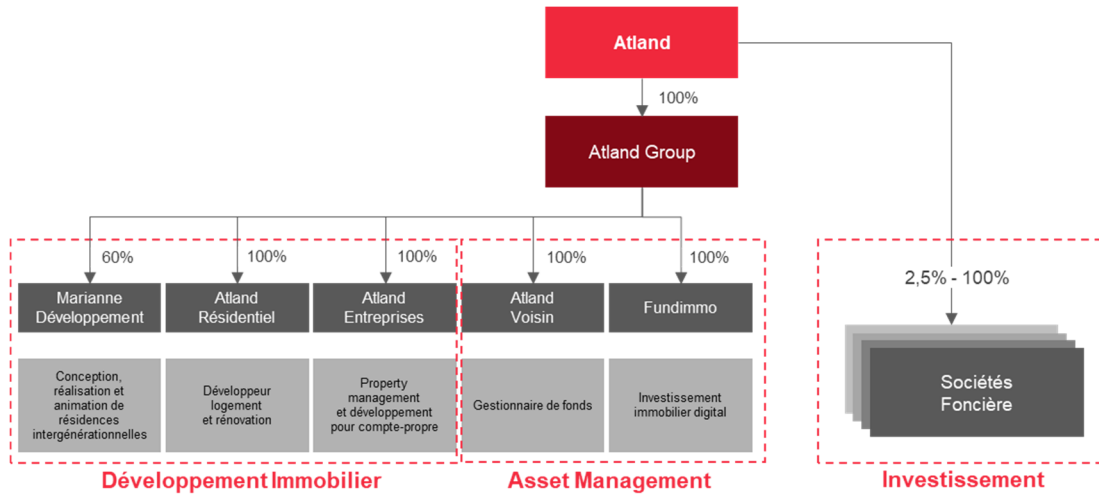 Atland
100%
Atland Group
60%
100%
100%
100%
100%
2,5% - 100%
Marianne
Développement
Atland
Résidentiel
Atland
Entreprises
Atland
Voisin
Fundimmo
Conception,
réalisation et
animation de
résidences
intergénérationnelles
Développeur
logement
et rénovation
Property
management
et développement
pour compte-propre
Gestionnaire de fonds
Investissement
immobilier digital
Sociétés
Foncière
Développement Immobilier
Asset Management
Investissement